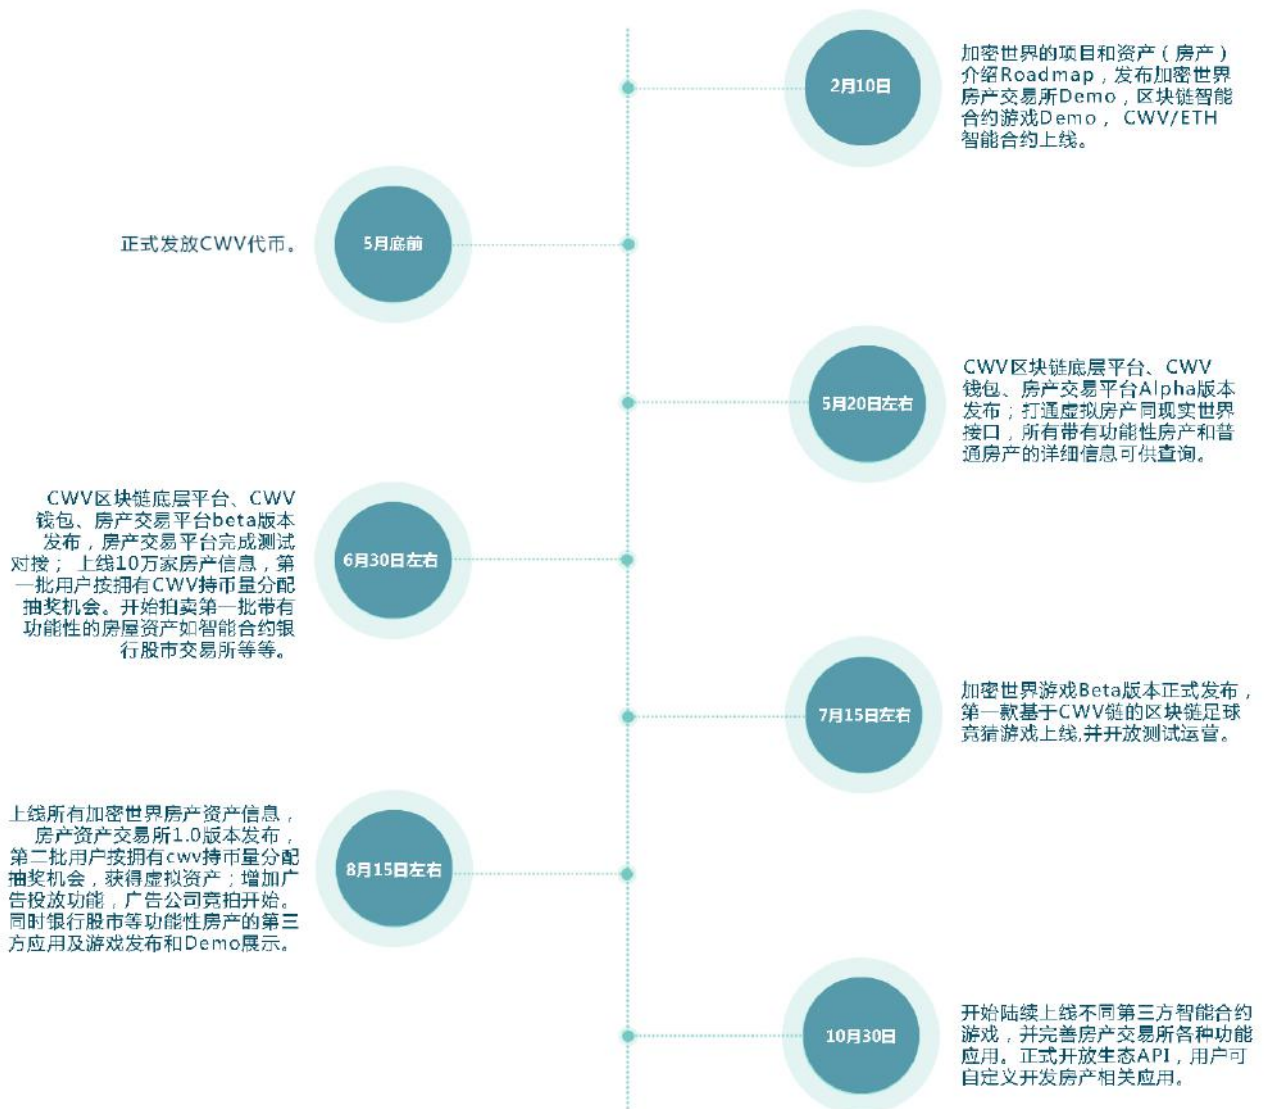 2月10日
加密世界的项目和资产（房产）
介绍Roadmap，发布加密世界
房产交易所Demo，区块链智能
合约游戏Demo， CWV/ETH
智能合约上线。
5月底前
正式发放CWV代币。
5月20日左右
CWV区块链底层平台、CWV
钱包、房产交易平台Alpha版本
发布；打通虚拟房产同现实世界
接口，所有带有功能性房产和普
通房产的详细信息可供查询。
6月30日左右
CWV区块链底层平台、CWV
钱包、房产交易平台beta版本
发布，房产交易平台完成测试
对接； 上线10万家房产信息，第
一批用户按拥有CWV持币量分配
抽奖机会。开始拍卖第一批带有
功能性的房屋资产如智能合约银
行股市交易所等等。
7月15日左右
加密世界游戏Beta版本正式发布，
第一款基于CWV链的区块链足球
竞猜游戏上线,并开放测试运营。
8月15日左右
上线所有加密世界房产资产信息，
房产资产交易所1.0版本发布，
第二批用户按拥有cwv持币量分配
抽奖机会，获得虚拟资产；增加广
告投放功能，广告公司竞拍开始。
同时银行股市等功能性房产的第三
方应用及游戏发布和Demo展示。
10月30日
开始陆续上线不同第三方智能合约
游戏，并完善房产交易所各种功能
应用。正式开放生态API，用户可
自定义开发房产相关应用。